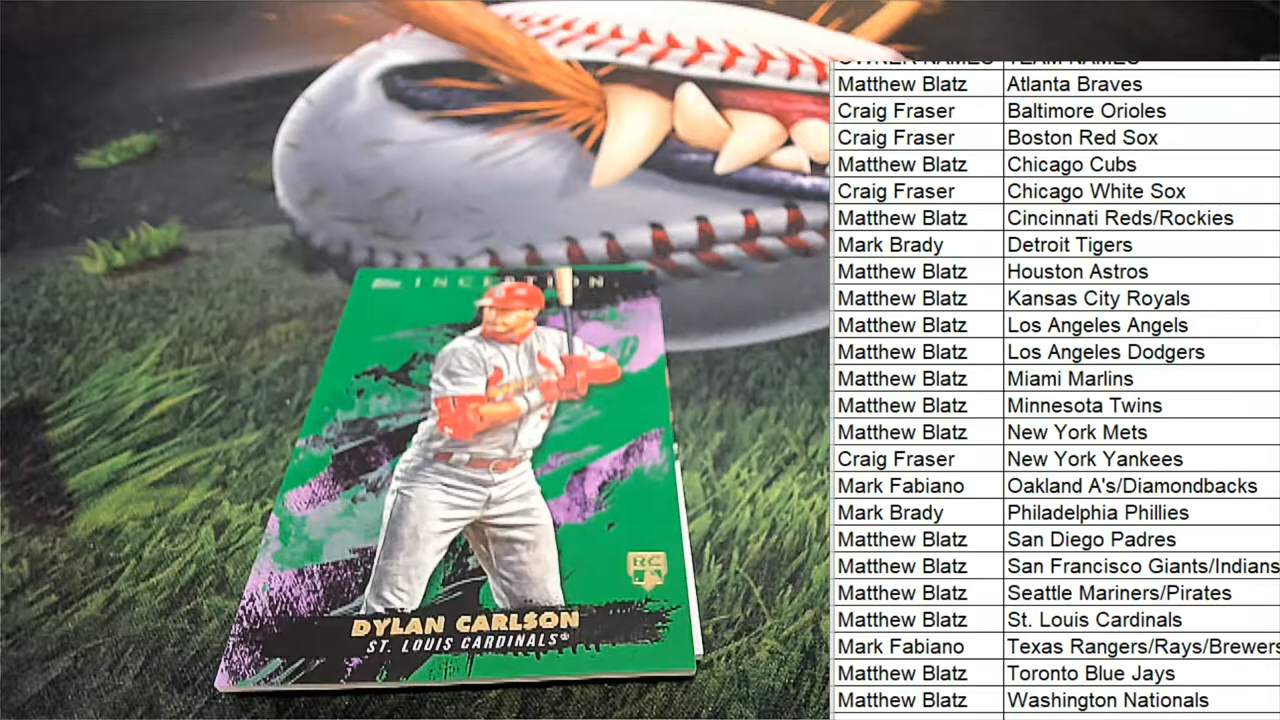 INCEPTION
RC
DYLAN CARLSON
ST. LOUIS CARDINALS®
OWNER NAMES TEAM NAMES
Matthew Blatz Atlanta Braves
Craig Fraser Baltimore Orioles
Craig Fraser Boston Red Sox
Matthew Blatz Chicago Cubs
Craig Fraser Chicago White Sox
Matthew Blatz Cincinnati Reds/Rockies
Mark Brady Detroit Tigers
Matthew Blatz Houston Astros
Matthew Blatz Kansas City Royals
Matthew Blatz Los Angeles Angels
Matthew Blatz Los Angeles Dodgers
Matthew Blatz Miami Marlins
Matthew Blatz Minnesota Twins
Matthew Blatz New York Mets
Craig Fraser New York Yankees
Mark Fabiano Oakland A's/Diamondbacks
Mark Brady Philadelphia Phillies
Matthew Blatz San Diego Padres
Matthew Blatz San Francisco Giants/Indians
Matthew Blatz Seattle Mariners/Pirates
Matthew Blatz St. Louis Cardinals
Mark Fabiano Texas Rangers/Rays/Brewers
Matthew Blatz Toronto Blue Jays
Matthew Blatz Washington Nationals